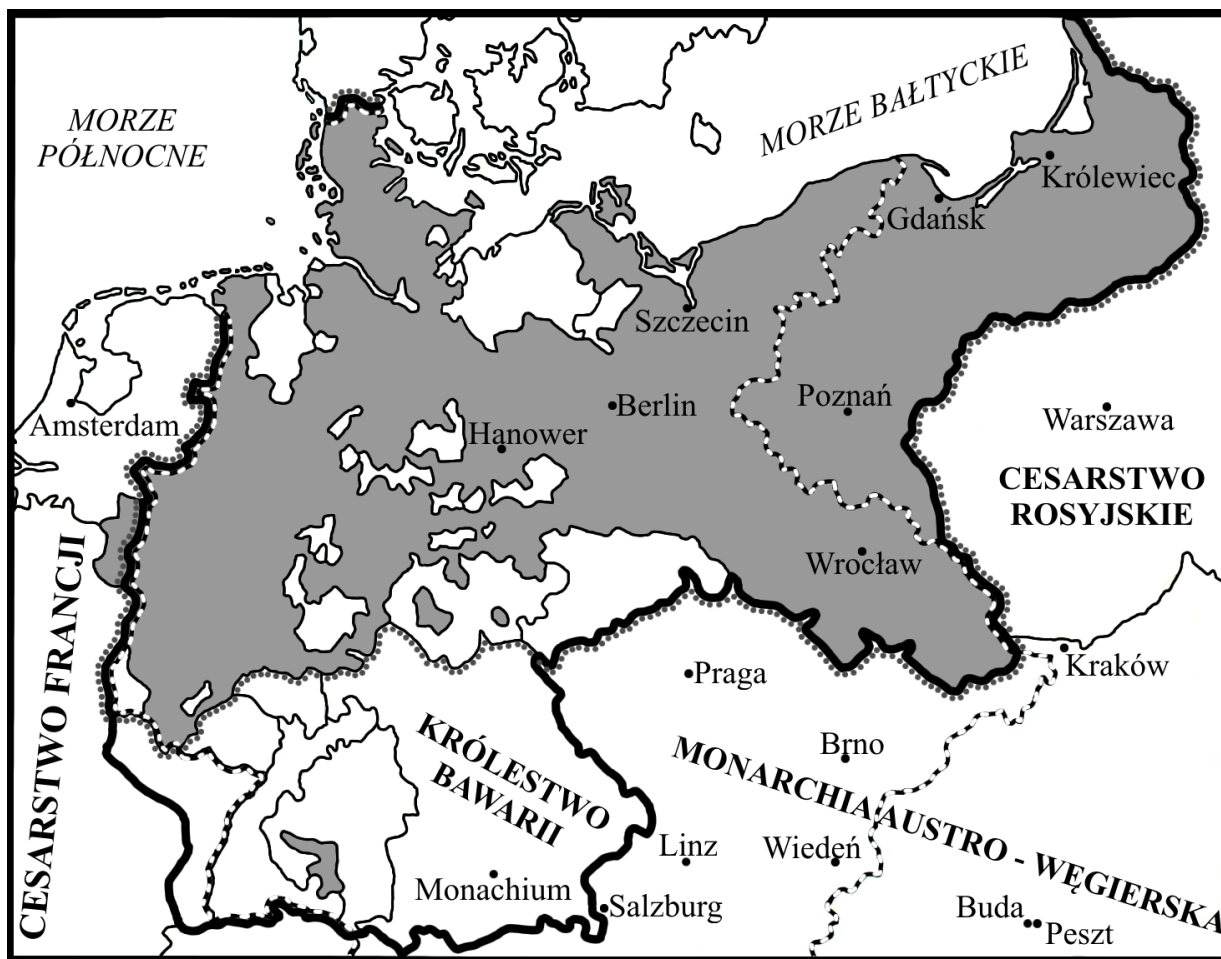 MORZE
PÓŁNOCNE
MORZE BAŁTYCKIE
Królewiec
Gdańsk
Szczecin
Berlin
Poznań
Amsterdam
Hanower
Warszawa
CESARSTWO
ROSYJSKIE
Wrocław
CESARSTWO FRANCJI
Kraków
Praga
KRÓLESTWO
BAWARII
Brno
MONARCHIA AUSTRO - WĘGIERSKA
Linz
Wiedeń
Monachium
Salzburg
Buda
Peszt